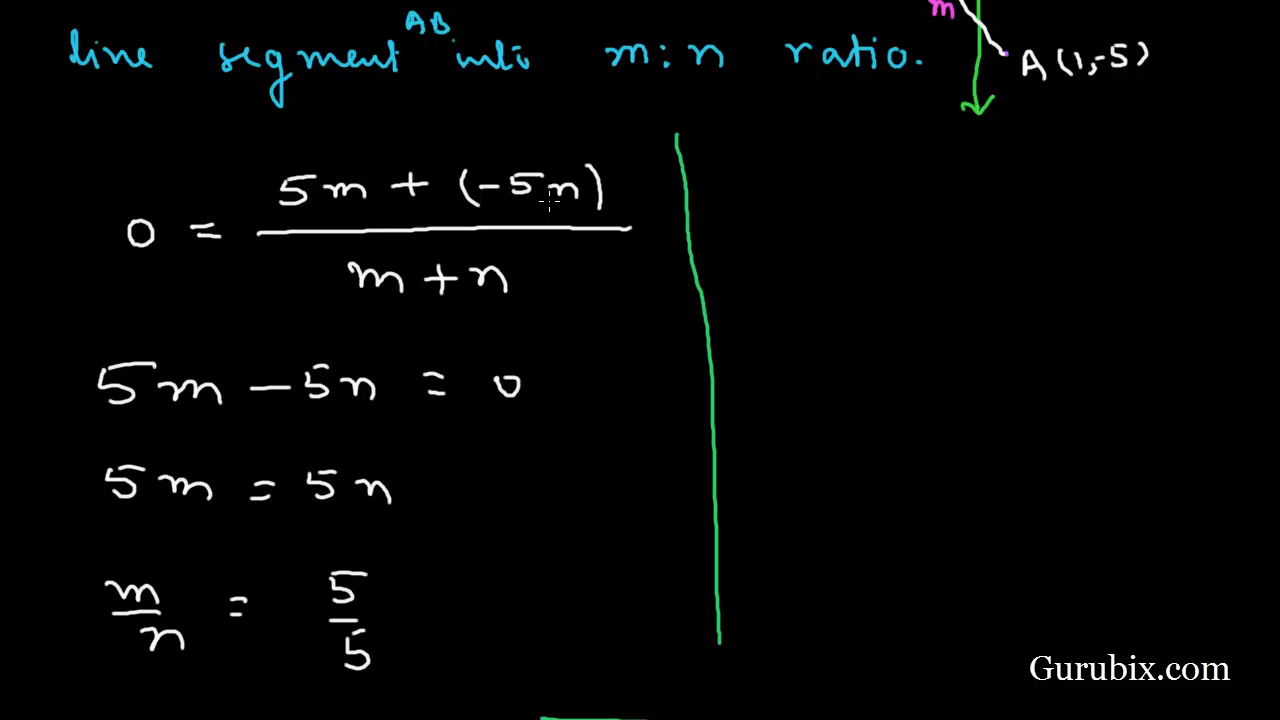 AB
line segment into m:n ratio.
m
A (1,-5)
0 = 5m + (-5n)
m + n
5m - 5n = 0
5m = 5n
m/n = 5/5
Gurubix.com